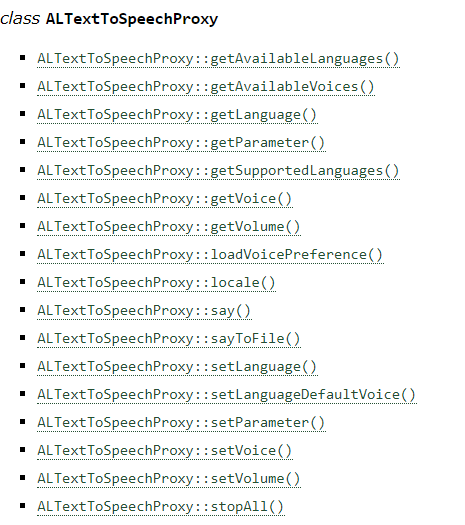 class ALTextToSpeechProxy
ALTextToSpeechProxy::getAvailableLanguages()
ALTextToSpeechProxy::getAvailableVoices()
ALTextToSpeechProxy::getLanguage()
ALTextToSpeechProxy::getParameter()
ALTextToSpeechProxy::getSupportedLanguages()
ALTextToSpeechProxy::getVoice()
ALTextToSpeechProxy::getVolume()
ALTextToSpeechProxy::loadVoicePreference()
ALTextToSpeechProxy::locale()
ALTextToSpeechProxy::say()
ALTextToSpeechProxy::sayToFile()
ALTextToSpeechProxy::setLanguage()
ALTextToSpeechProxy::setLanguageDefaultVoice()
ALTextToSpeechProxy::setParameter()
ALTextToSpeechProxy::setVoice()
ALTextToSpeechProxy::setVolume()
ALTextToSpeechProxy::stopAll()